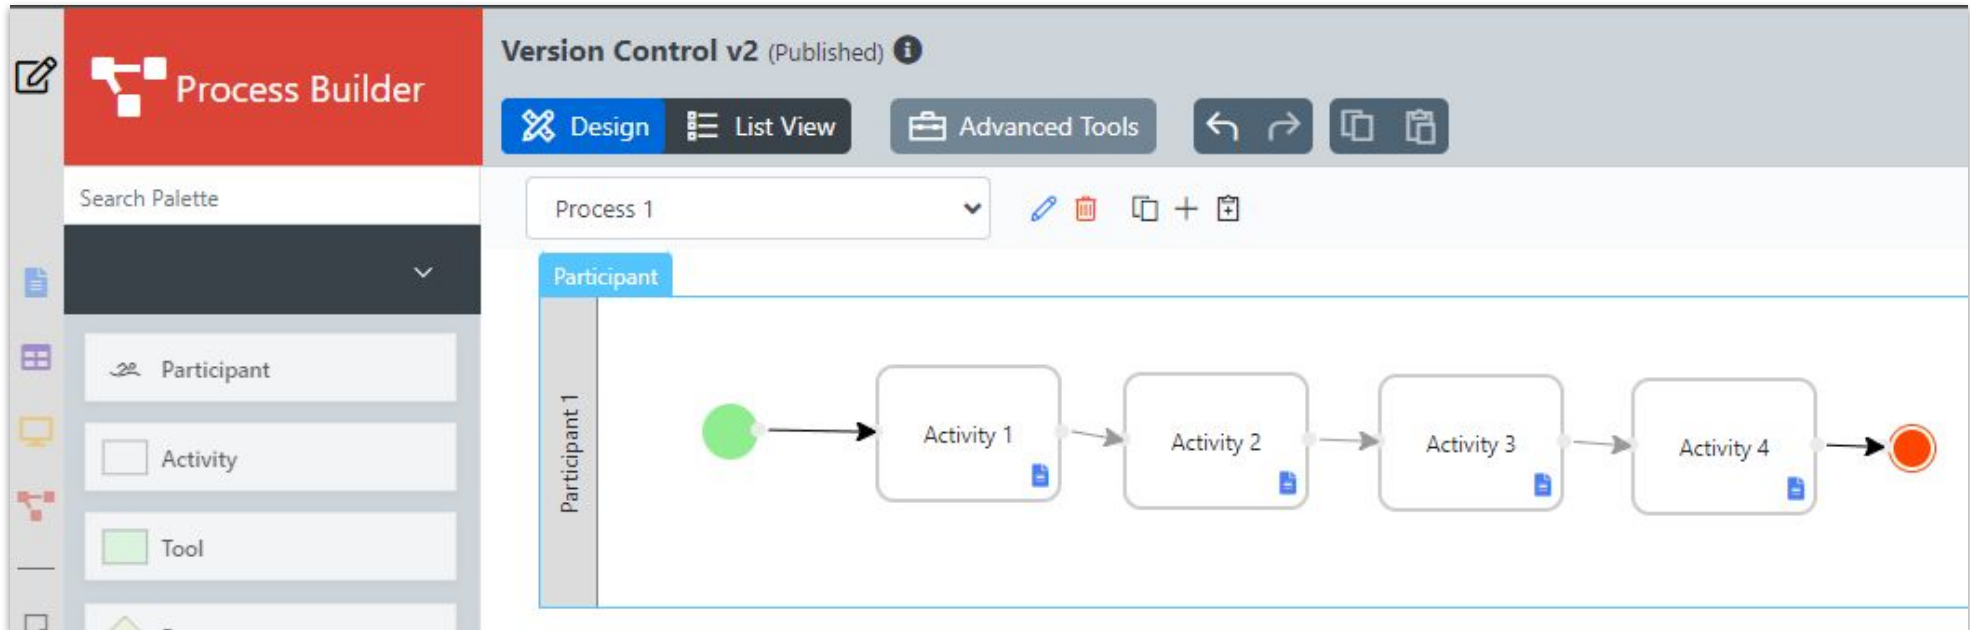 Process Builder
Version Control v2 (Published)
Design
List View
Advanced Tools
Search Palette
Process 1
Participant
Participant
Activity
Tool
Participant 1
Activity 1
Activity 2
Activity 3
Activity 4